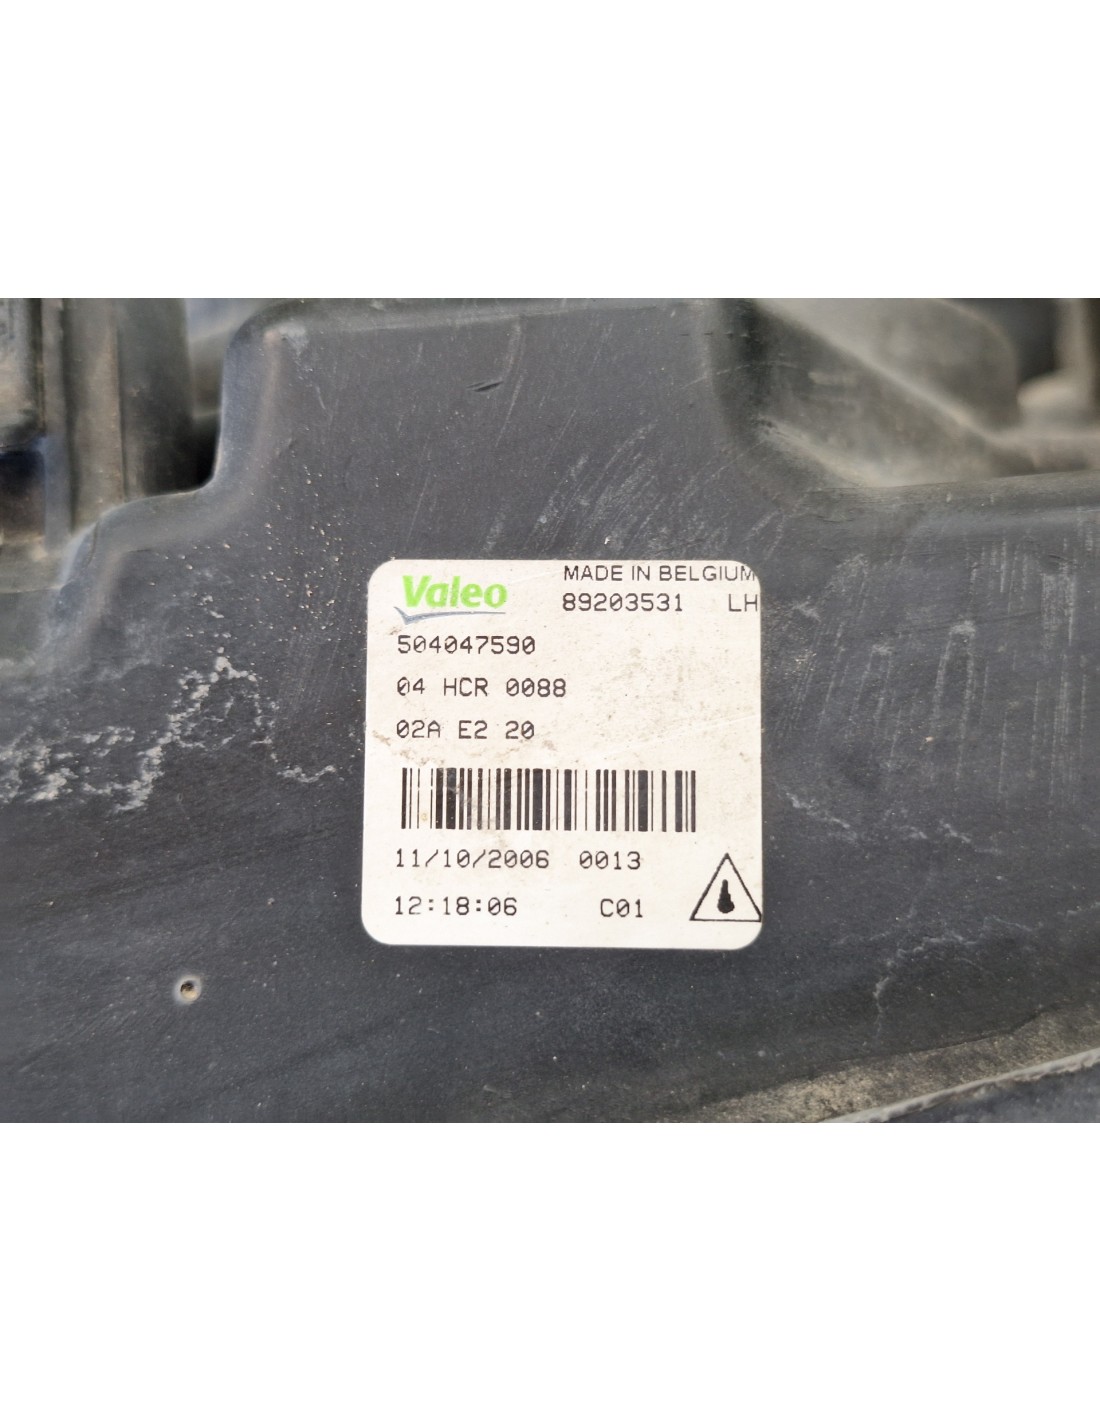 Valeo
MADE IN BELGIUM
89203531 LH
504047590
04 HCR 0088
02A E2 20
11/10/2006 0013
12:18:06 C01